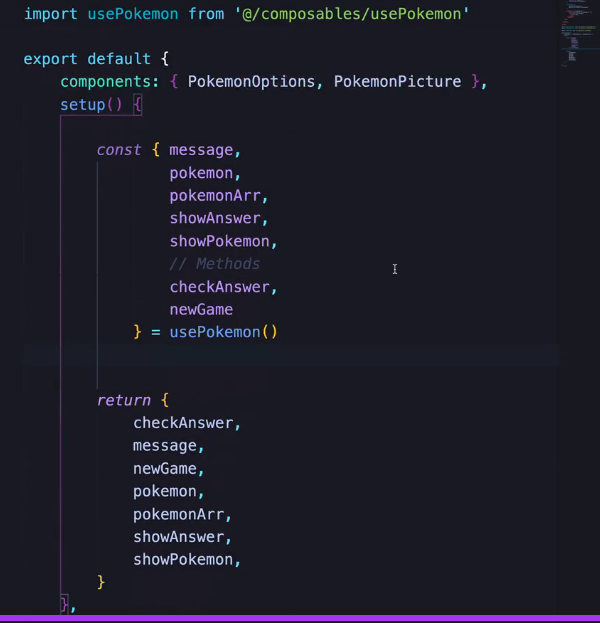 import usePokemon from '@/composables/usePokemon'
export default {
components: { PokemonOptions, PokemonPicture },
setup() {
const { message,
pokemon,
pokemonArr,
showAnswer,
showPokemon,
// Methods
checkAnswer,
newGame
} = usePokemon()
return {
checkAnswer,
message,
newGame,
pokemon,
pokemonArr,
showAnswer,
showPokemon,
}
},